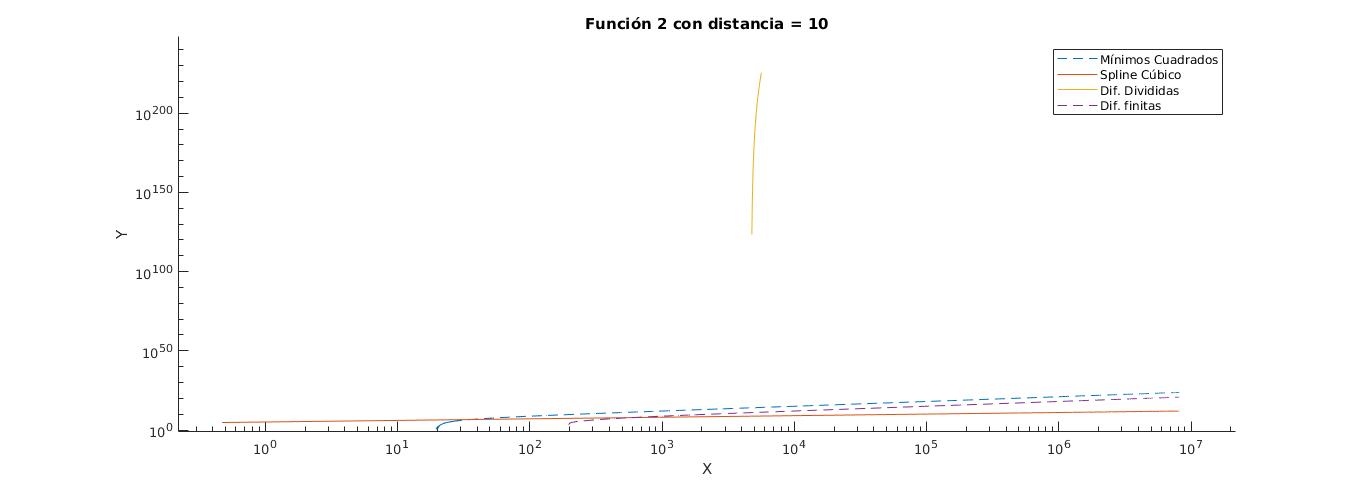 Función 2 con distancia = 10
Mínimos Cuadrados
Spline Cúbico
Dif. Divididas
Dif. finitas
10^200
10^150
Y
10^100
10^50
10^0
10^0 10^1 10^2 10^3 10^4 10^5 10^6 10^7
X